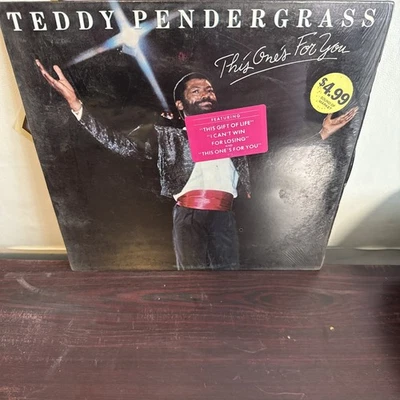 TEDDY PENDERGRASS
This One's For You
$4.99
FEATURING
"THIS GIFT OF LIFE"
"I CAN'T WIN
FOR LOSING"
"THIS ONE'S FOR YOU"